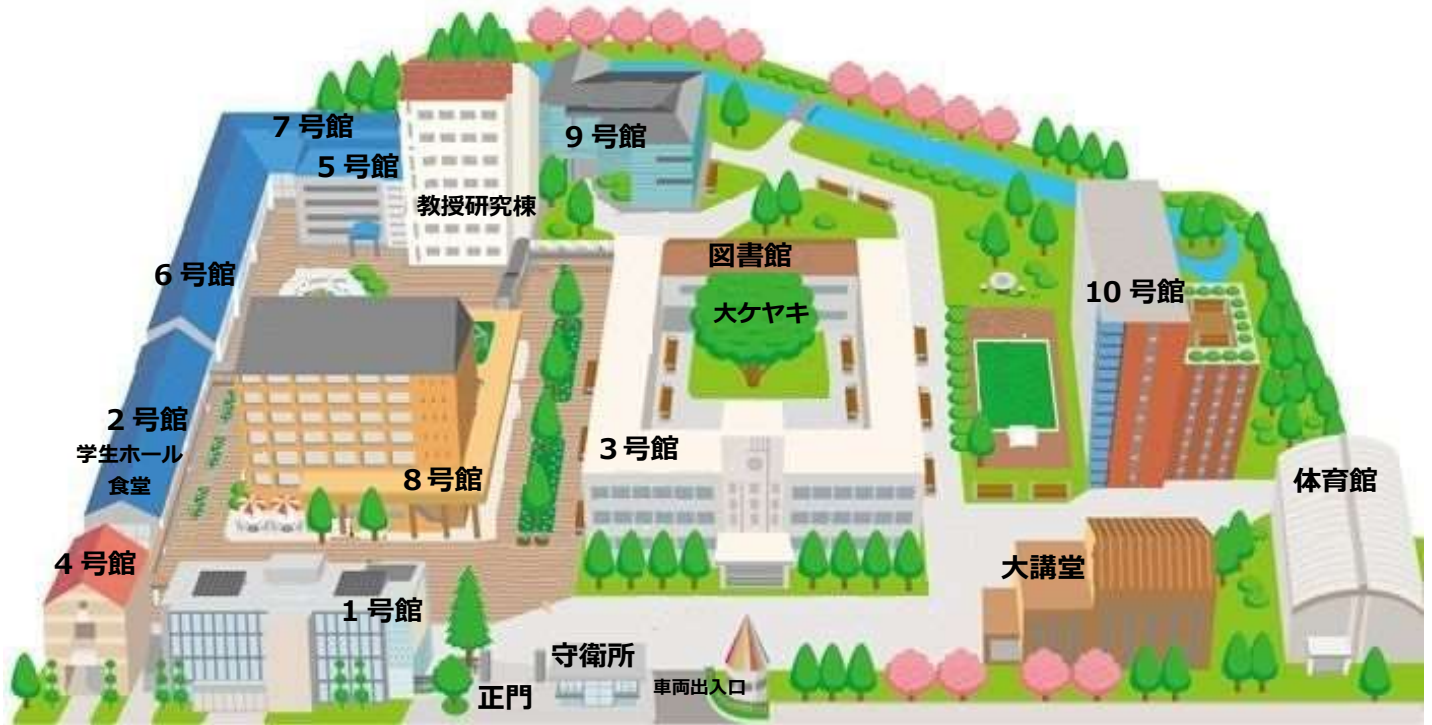 7 号館
5 号館
9 号館
教授研究棟
図書館
6 号館
10 号館
大ケヤキ
2 号館
学生ホール
食堂
3 号館
8 号館
体育館
4 号館
大講堂
1 号館
守衛所
車両出入口
正門